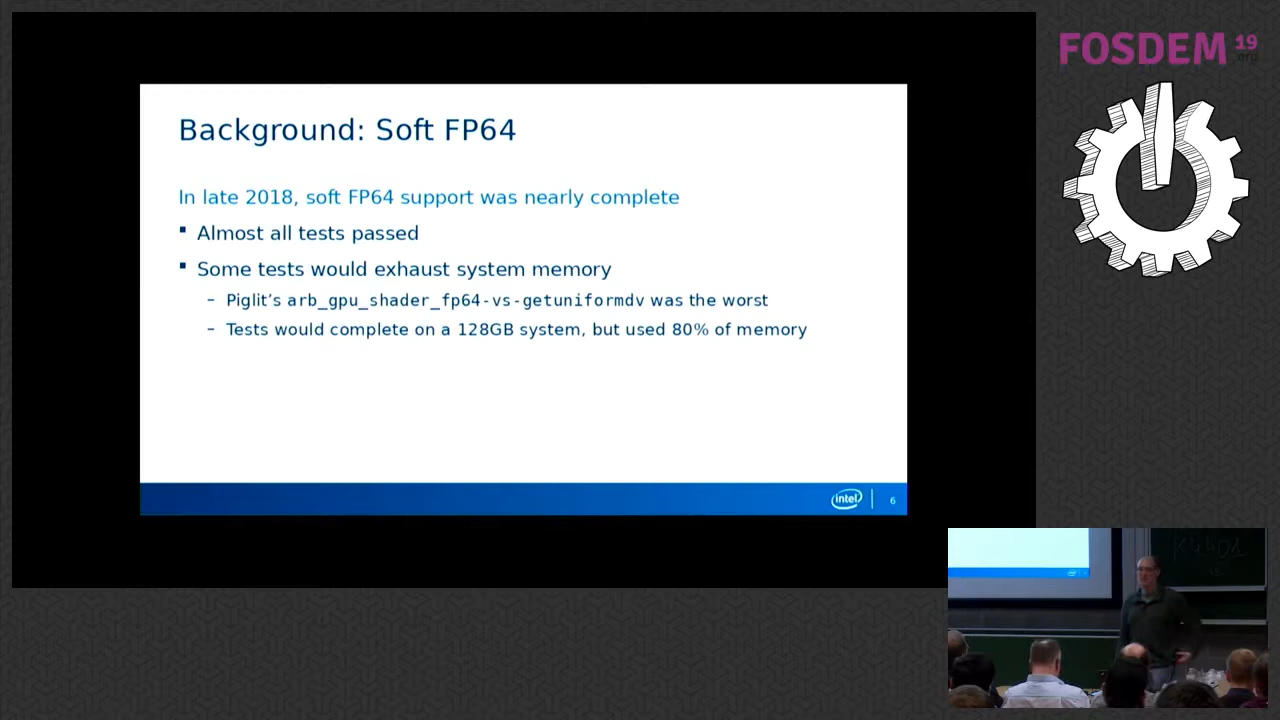 FOSDEM 19
.org
Background: Soft FP64
In late 2018, soft FP64 support was nearly complete
▪ Almost all tests passed
▪ Some tests would exhaust system memory
– Piglit’s arb_gpu_shader_fp64-vs-getuniformdv was the worst
– Tests would complete on a 128GB system, but used 80% of memory
intel
6